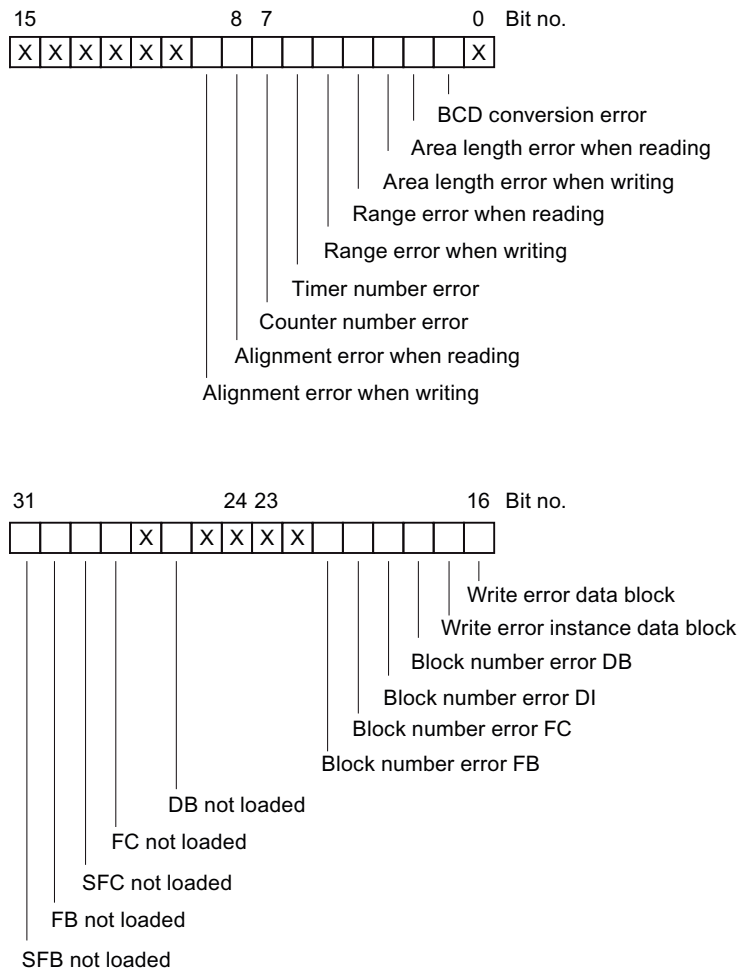 15 8 7 0 Bit no.
X X X X X X X
BCD conversion error
Area length error when reading
Area length error when writing
Range error when reading
Range error when writing
Timer number error
Counter number error
Alignment error when reading
Alignment error when writing
31 24 23 16 Bit no.
X X X X X
Write error data block
Write error instance data block
Block number error DB
Block number error DI
Block number error FC
Block number error FB
DB not loaded
FC not loaded
SFC not loaded
FB not loaded
SFB not loaded